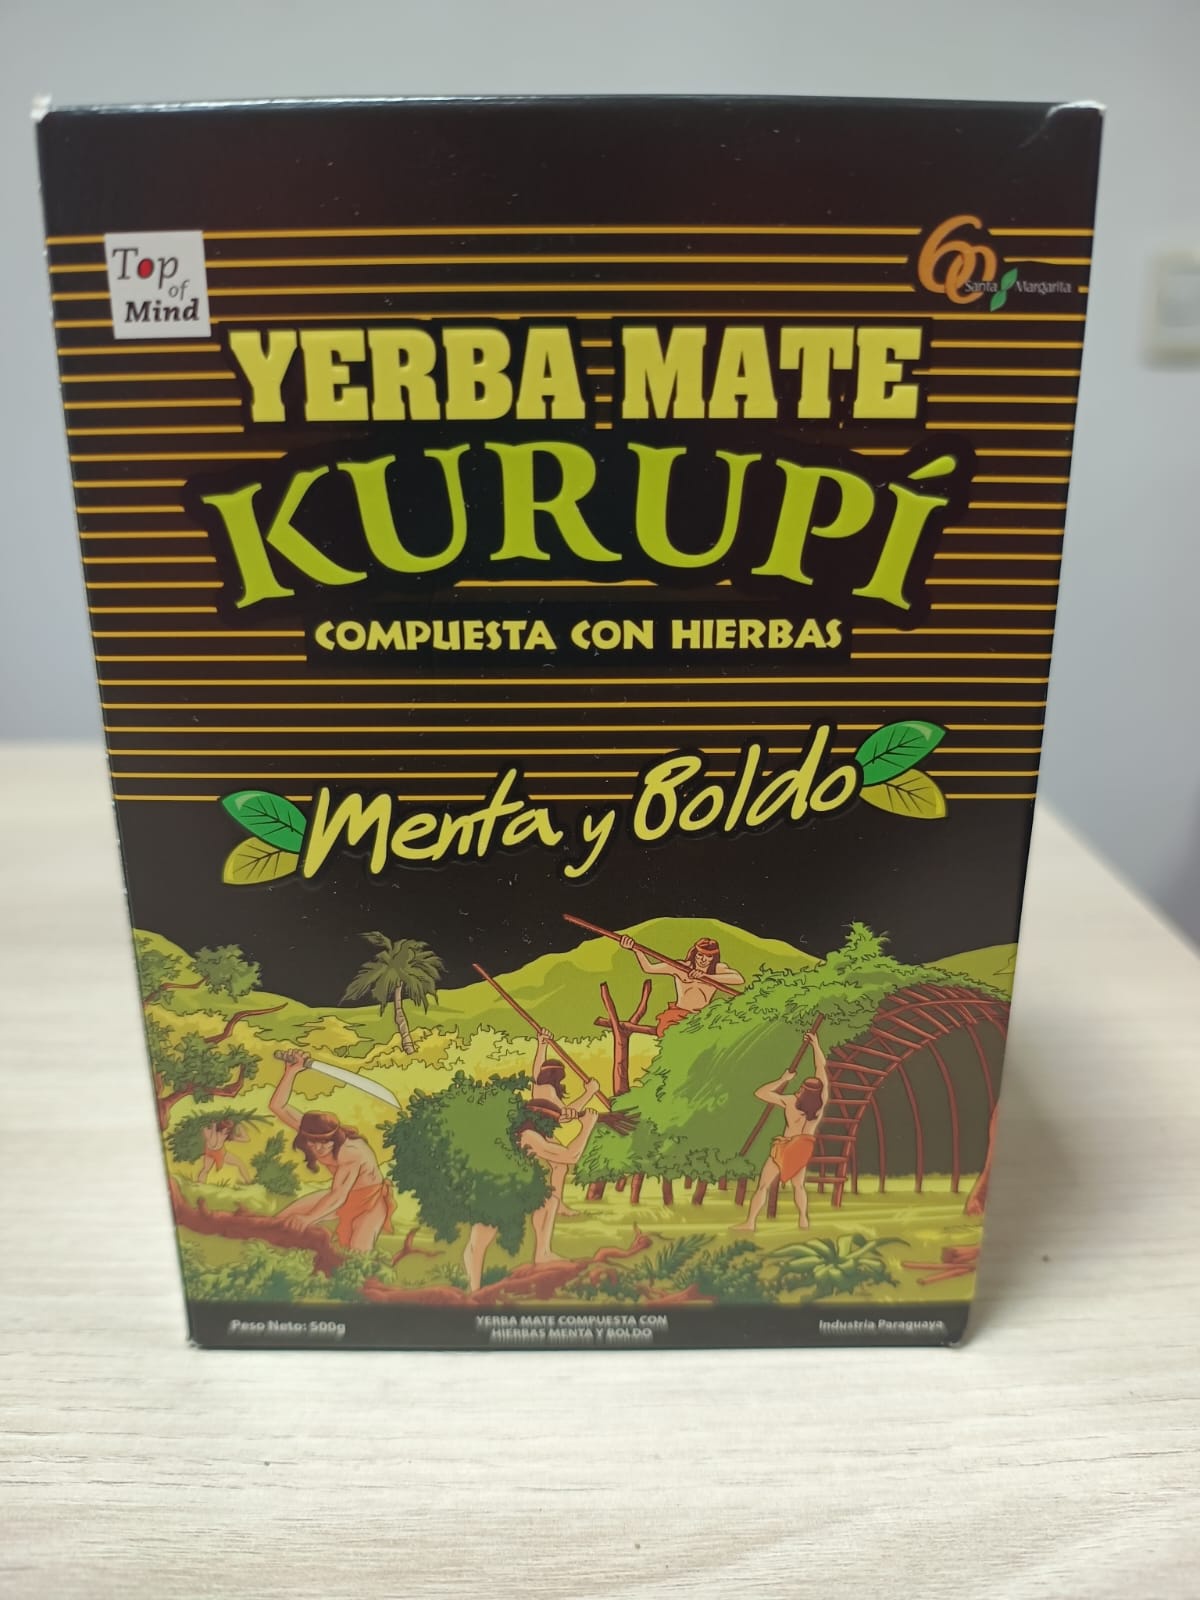 Top
of
Mind
60
Santa Margarita
YERBA MATE
KURUPÍ
COMPUESTA CON HIERBAS
Menta y Boldo
Peso Neto: 500g
YERBA MATE COMPUESTA CON
HIERBAS MENTA Y BOLDO
Industria Paraguaya